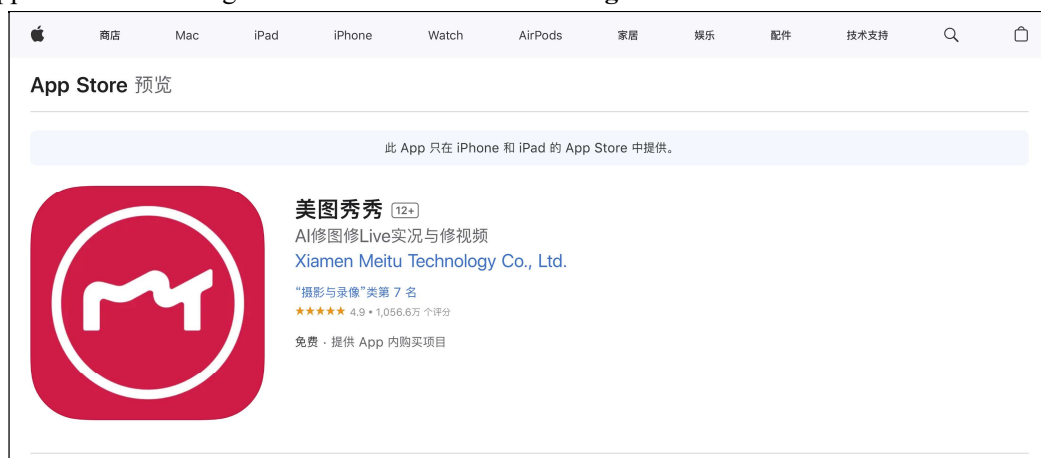 商店 Mac iPad iPhone Watch AirPods 家居 娱乐 配件 技术支持
App Store 预览
此 App 只在 iPhone 和 iPad 的 App Store 中提供。
美图秀秀 12+
AI修图修Live实况与修视频
Xiamen Meitu Technology Co., Ltd.
“摄影与录像”类第 7 名
★★★★★ 4.9 • 1,056.6万 个评分
免费 · 提供 App 内购买项目